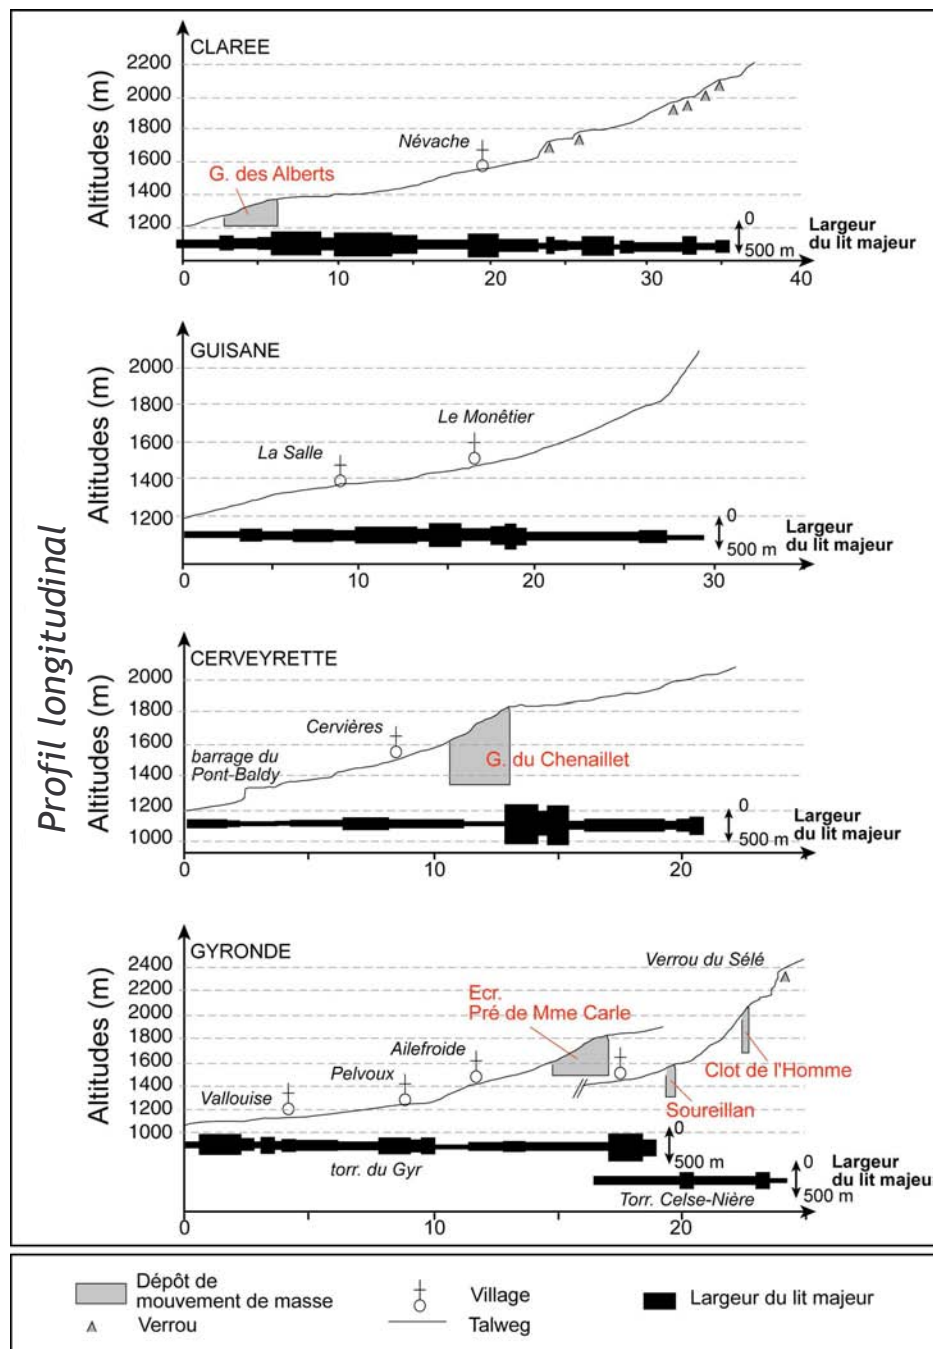 Profil longitudinal
CLAREE
Altitudes (m)
2200
2000
1800
1600
1400
1200
Névache
G. des Alberts
0
500 m
Largeur
du lit majeur
0
10
20
30
40
GUISANE
Altitudes (m)
2000
1800
1600
1400
1200
La Salle
Le Monêtier
0
500 m
Largeur
du lit majeur
0
10
20
30
CERVEYRETTE
Altitudes (m)
2000
1800
1600
1400
1200
1000
barrage du
Pont-Baldy
Cervières
G. du Chenaillet
0
500 m
Largeur
du lit majeur
0
10
20
GYRONDE
Altitudes (m)
2400
2200
2000
1800
1600
1400
1200
1000
Verrou du Sélé
Ecr.
Pré de Mme Carle
Ailefroide
Pelvoux
Vallouise
Clot de l'Homme
Soureillan
0
500 m
torr. du Gyr
0
500 m
Largeur
du lit majeur
Torr. Celse-Nière
0
10
20
Dépôt de
mouvement de masse
Verrou
Village
Talweg
Largeur du lit majeur